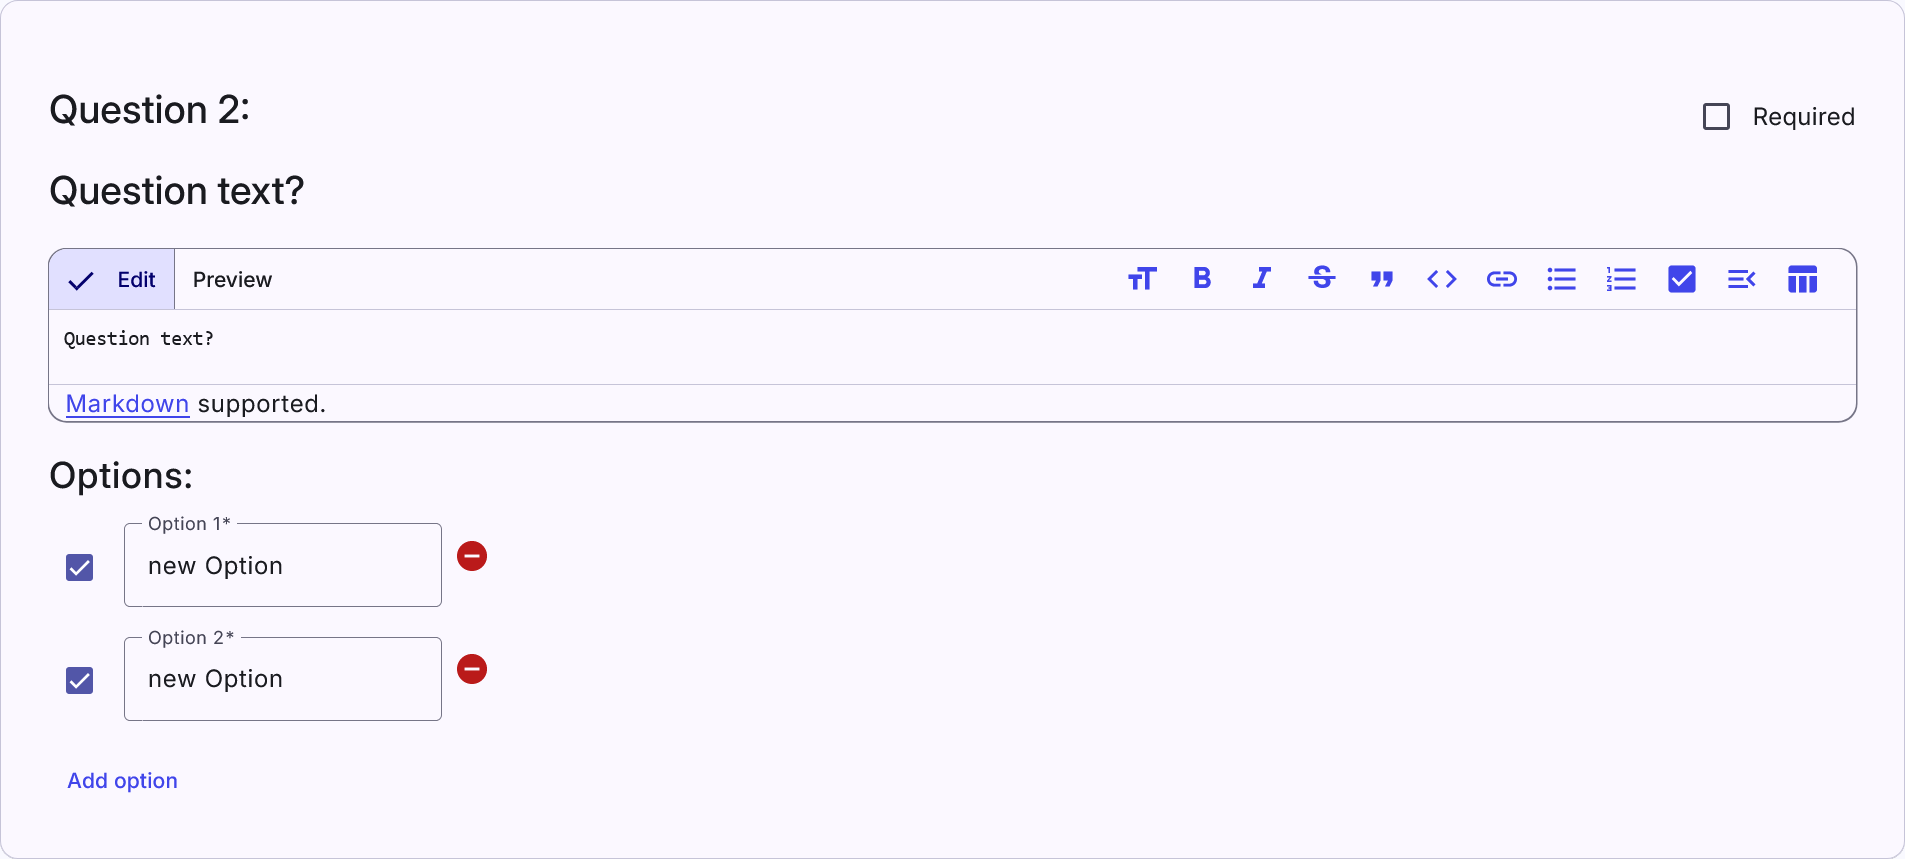 Question 2:
Required
Question text?
Edit
Preview
Question text?
Markdown supported.
Options:
Option 1*
new Option
Option 2*
new Option
Add option